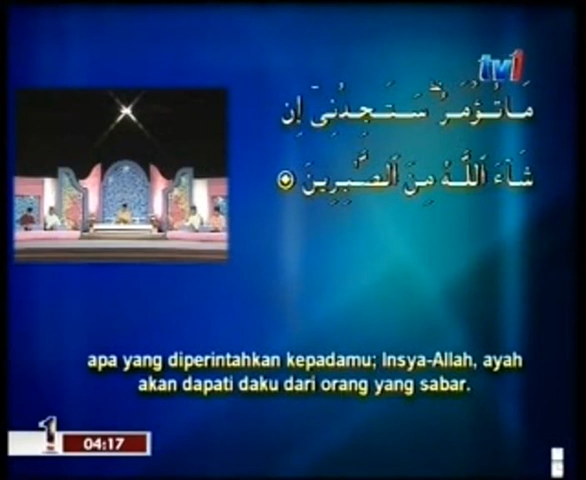 tv1
مَا تُؤْمَرُ ۖ سَتَجِدُنِىٓ إِن
شَآءَ ٱللَّهُ مِنَ ٱلصَّٰبِرِينَ
apa yang diperintahkan kepadamu; Insya-Allah, ayah
akan dapati daku dari orang yang sabar.
1
04:17